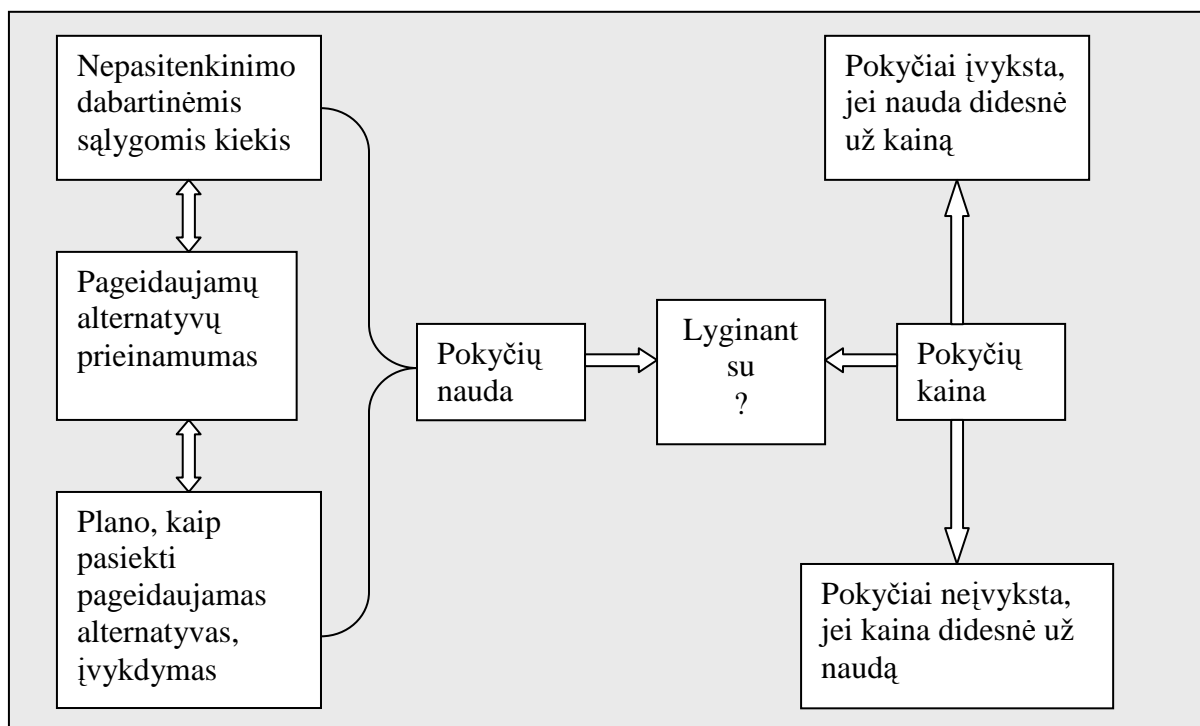 Nepasitenkinimo
dabartinėmis
sąlygomis kiekis
Pageidaujamų
alternatyvų
prieinamumas
Plano, kaip
pasiekti
pageidaujamas
alternatyvas,
įvykdymas
Pokyčių
nauda
Lyginant
su
?
Pokyčių
kaina
Pokyčiai įvyksta,
jei nauda didesnė
už kainą
Pokyčiai neįvyksta,
jei kaina didesnė už
naudą